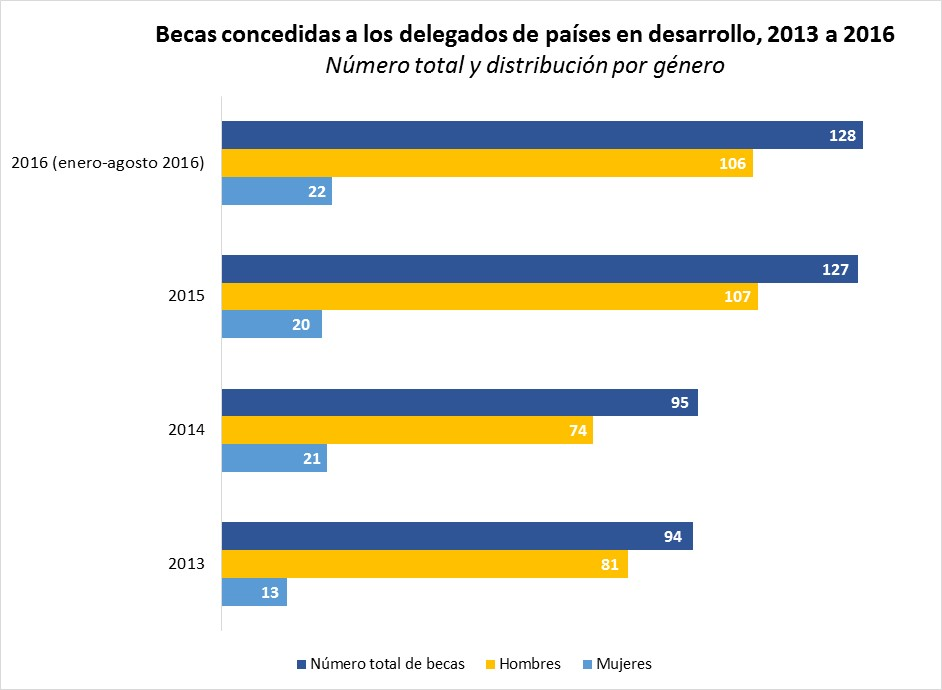 Becas concedidas a los delegados de países en desarrollo, 2013 a 2016
Número total y distribución por género
128
2016 (enero-agosto 2016)
106
22
127
2015
107
20
95
2014
74
21
94
2013
81
13
Número total de becas
Hombres
Mujeres